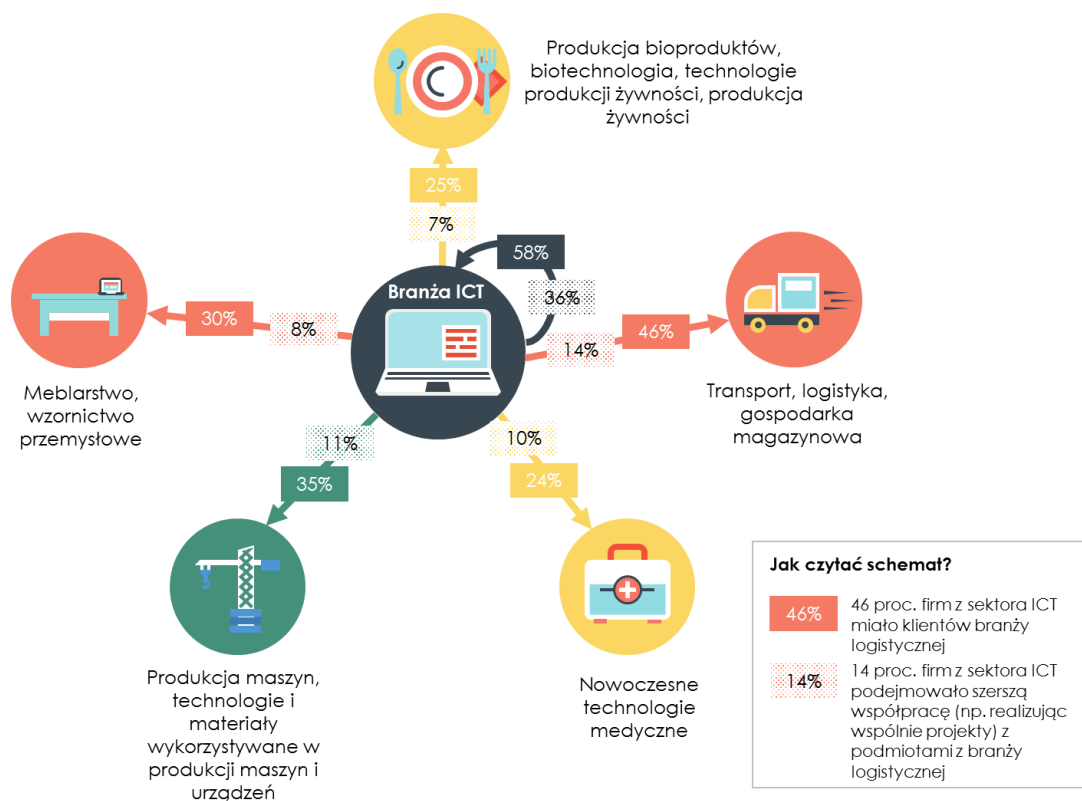 Produkcja bioproduktów,
biotechnologia, technologie
produkcji żywności, produkcja
żywności
25%
7%
58%
36%
Branża ICT
30%
8%
14%
46%
Meblarstwo,
wzornictwo
przemysłowe
Transport, logistyka,
gospodarka
magazynowa
11%
35%
10%
24%
Produkcja maszyn,
technologie i
materiały
wykorzystywane w
produkcji maszyn i
urządzeń
Nowoczesne
technologie
medyczne
Jak czytać schemat?
46%
46 proc. firm z sektora ICT
miało klientów branży
logistycznej
14%
14 proc. firm z sektora ICT
podejmowało szerszą
współpracę (np. realizując
wspólnie projekty) z
podmiotami z branży
logistycznej